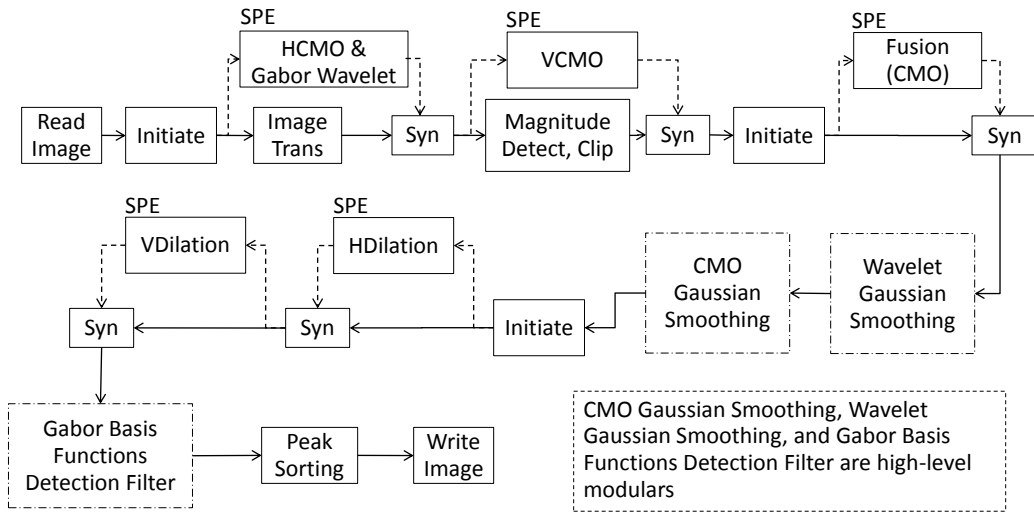 SPE
HCMO &
Gabor Wavelet
SPE
VCMO
SPE
Fusion
(CMO)
Read
Image
Initiate
Image
Trans
Syn
Magnitude
Detect, Clip
Syn
Initiate
Syn
SPE
VDilation
SPE
HDilation
CMO
Gaussian
Smoothing
Wavelet
Gaussian
Smoothing
Syn
Syn
Initiate
Gabor Basis
Functions
Detection Filter
Peak
Sorting
Write
Image
CMO Gaussian Smoothing, Wavelet
Gaussian Smoothing, and Gabor Basis
Functions Detection Filter are high-level
modulars